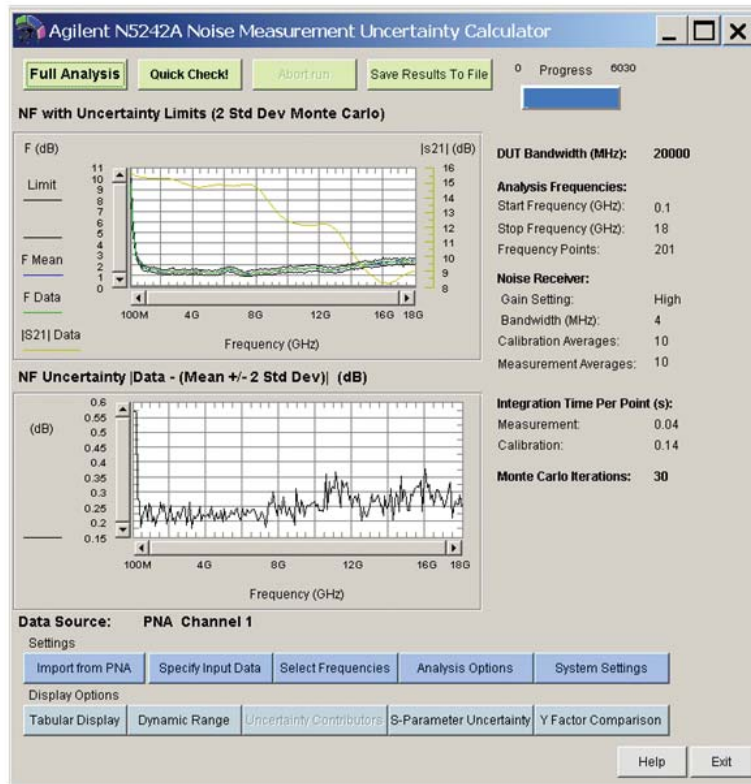 Agilent N5242A Noise Measurement Uncertainty Calculator
Full Analysis Quick Check! Abort run Save Results To File 0 Progress 6030
NF with Uncertainty Limits (2 Std Dev Monte Carlo)
F (dB) |s21| (dB)
Limit
F Mean
F Data
|S21| Data
11
10
9
8
7
6
5
4
3
2
1
0
16
15
14
13
12
11
10
9
8
100M 4G 8G 12G 16G 18G
Frequency (GHz)
NF Uncertainty |Data - (Mean +/- 2 Std Dev)| (dB)
(dB)
0.6
0.55
0.5
0.45
0.4
0.35
0.3
0.25
0.2
0.15
100M 4G 8G 12G 16G 18G
Frequency (GHz)
DUT Bandwidth (MHz): 20000
Analysis Frequencies:
Start Frequency (GHz): 0.1
Stop Frequency (GHz): 18
Frequency Points: 201
Noise Receiver:
Gain Setting: High
Bandwidth (MHz): 4
Calibration Averages: 10
Measurement Averages: 10
Integration Time Per Point (s):
Measurement: 0.04
Calibration: 0.14
Monte Carlo Iterations: 30
Data Source: PNA Channel 1
Settings
Import from PNA Specify Input Data Select Frequencies Analysis Options System Settings
Display Options
Tabular Display Dynamic Range Uncertainty Contributors S-Parameter Uncertainty Y Factor Comparison
Help Exit